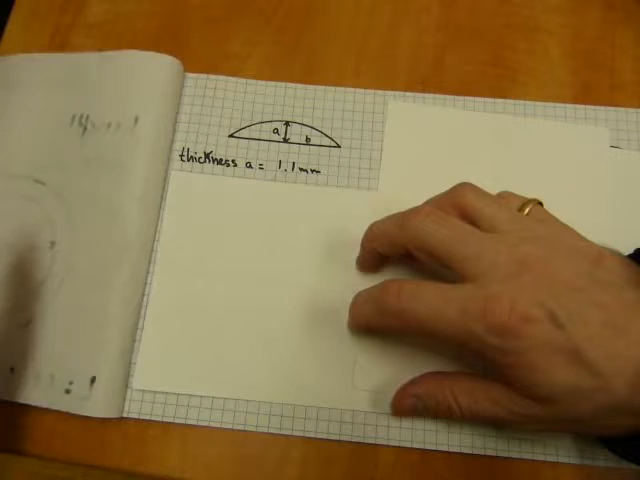 a
b
thickness a = 1.1mm